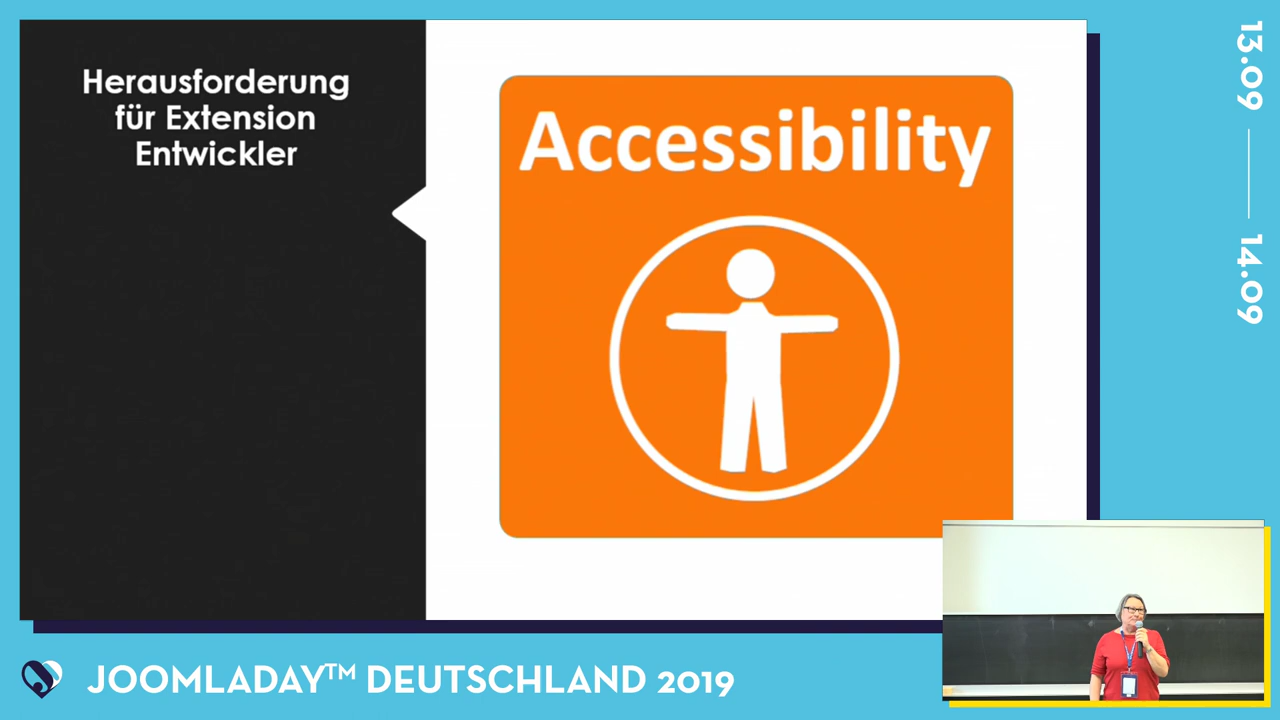 Herausforderung
für Extension
Entwickler
Accessibility
13.09
14.09
JOOMLADAY™ DEUTSCHLAND 2019